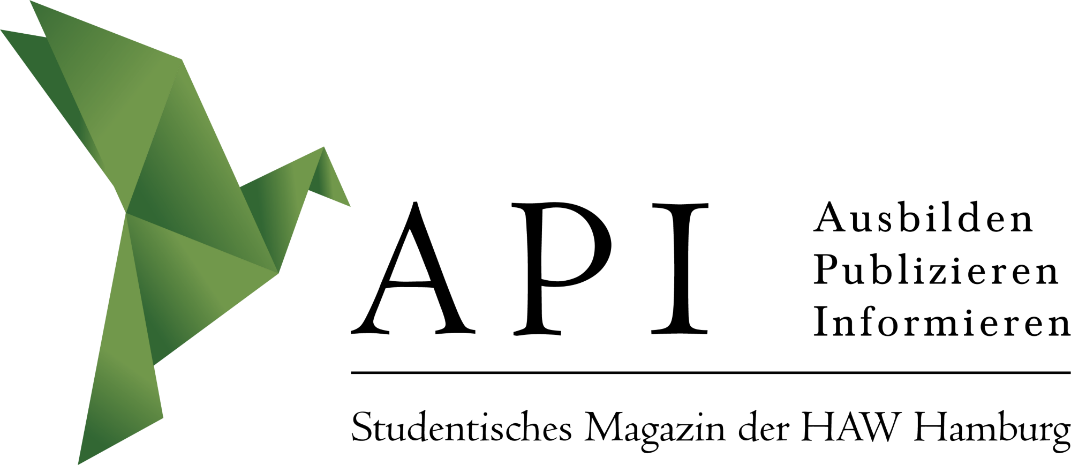 API
Ausbilden
Publizieren
Informieren
Studentisches Magazin der HAW Hamburg